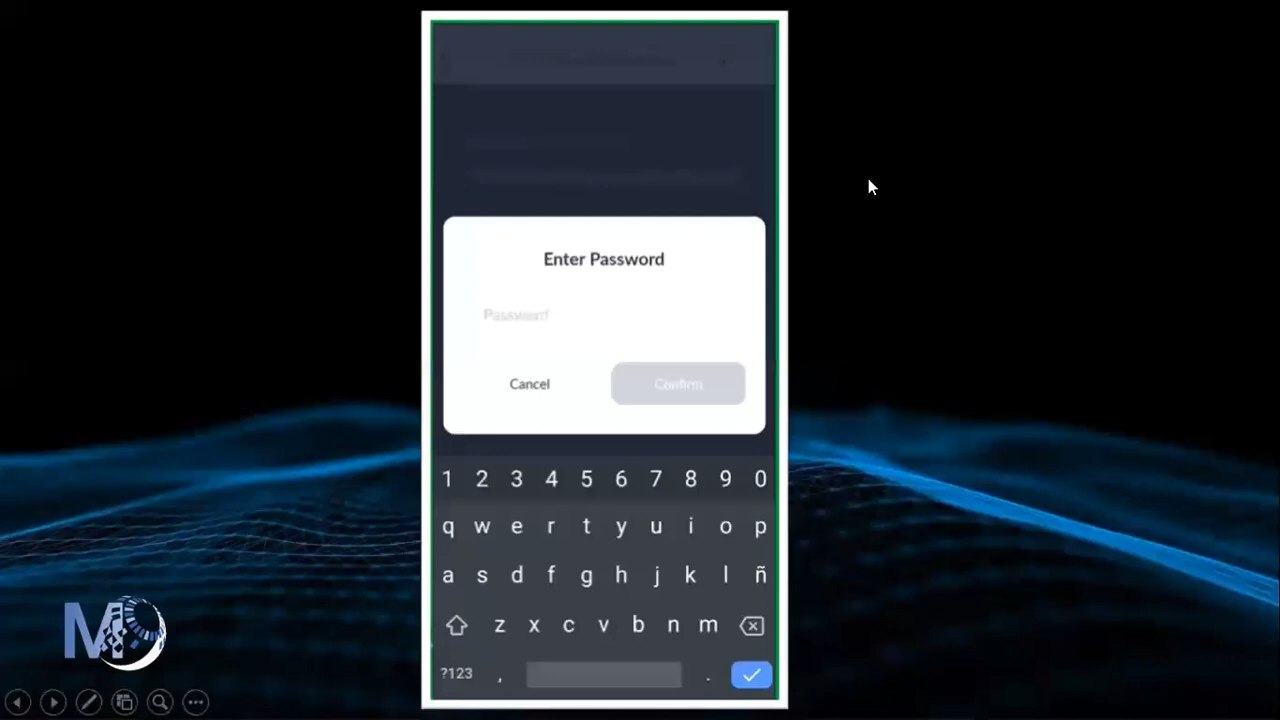 Enter Password
Password
Cancel
Confirm
1 2 3 4 5 6 7 8 9 0
q w e r t y u i o p
a s d f g h j k l ñ
z x c v b n m
?123 , .
M